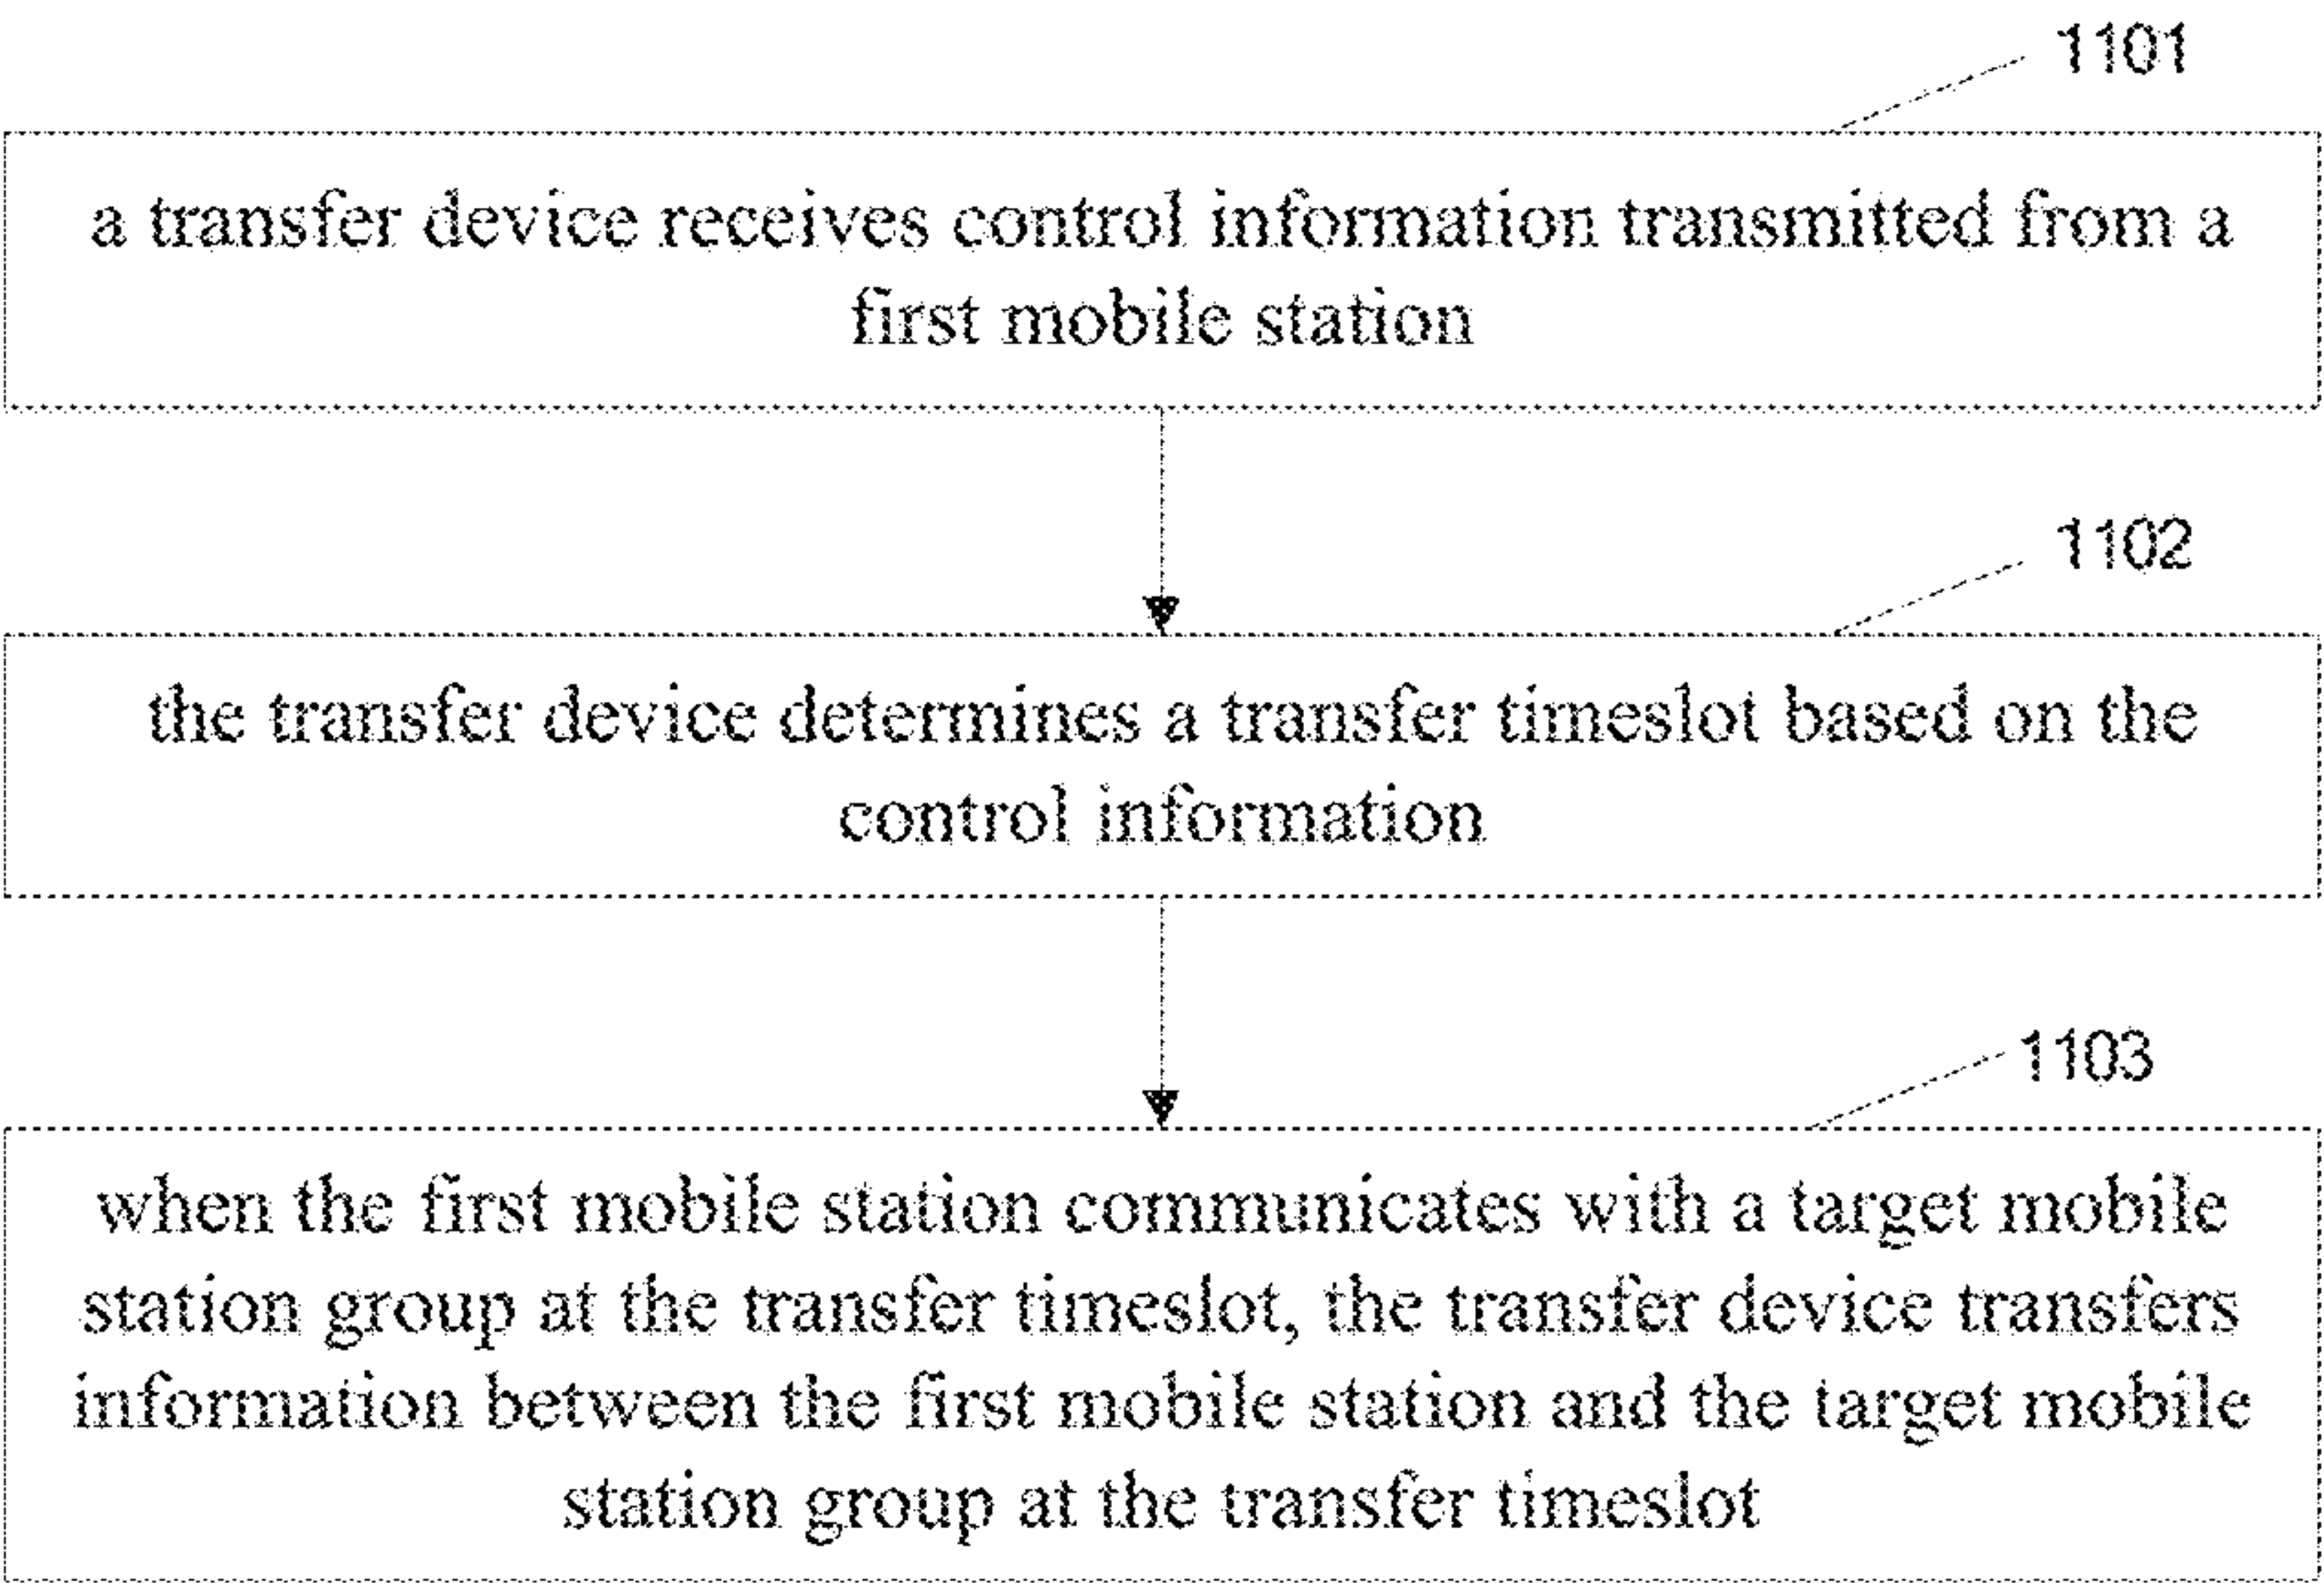 1101
a transfer device receives control information transmitted from a
first mobile station
1102
the transfer device determines a transfer timeslot based on the
control information
1103
when the first mobile station communicates with a target mobile
station group at the transfer timeslot, the transfer device transfers
information between the first mobile station and the target mobile
station group at the transfer timeslot